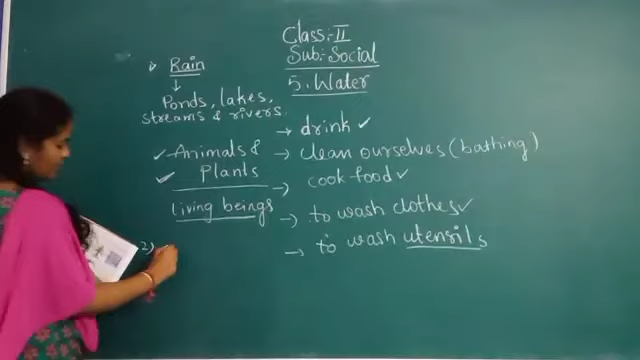 Class:- II
Sub:- Social
5. Water
Rain
↓
Ponds, lakes,
streams & rivers.
→ drink ✓
✓ Animals & → clean ourselves (bathing)
✓ Plants
→ cook food ✓
living beings
→ to wash clothes ✓
→ to wash utensils
2)